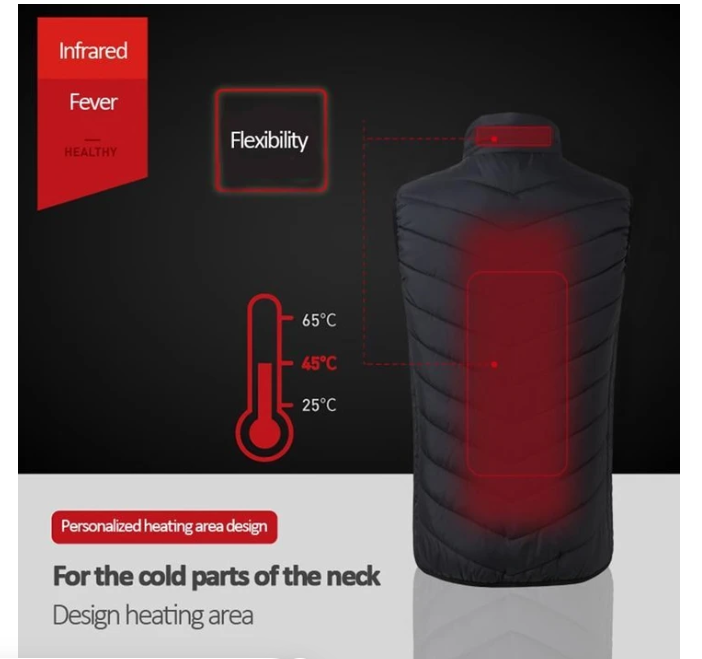 Infrared
Fever
HEALTHY
Flexibility
65°C
45°C
25°C
Personalized heating area design
For the cold parts of the neck
Design heating area